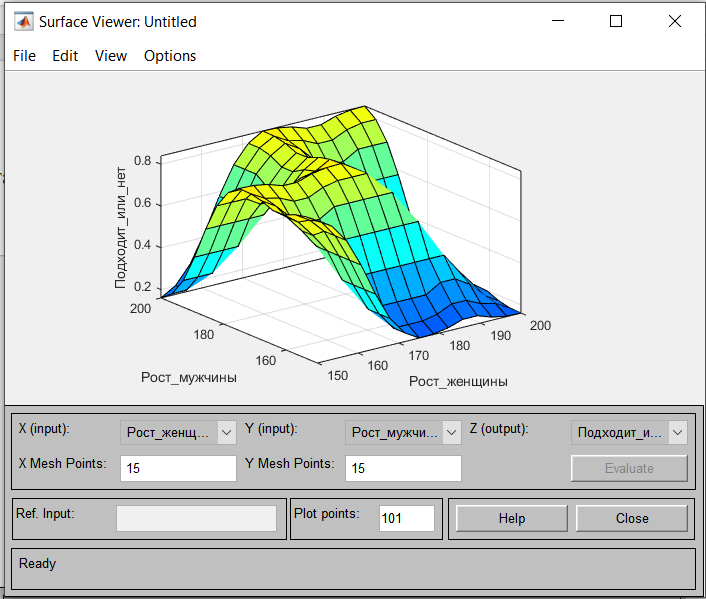 Surface Viewer: Untitled
File Edit View Options
0.8
0.6
0.4
0.2
Подходит_или_нет
200
180
160
150
160
170
180
190
200
Рост_мужчины
Рост_женщины
X (input): Рост_женщ... Y (input): Рост_мужчи... Z (output): Подходит_и...
X Mesh Points: 15 Y Mesh Points: 15 Evaluate
Ref. Input: Plot points: 101 Help Close
Ready